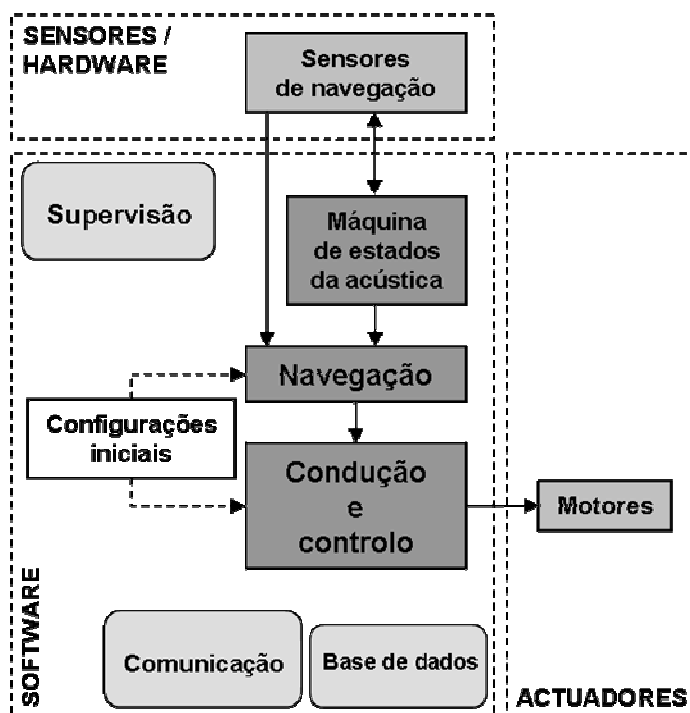 SENSORES /
HARDWARE
Sensores
de navegação
Supervisão
Máquina
de estados
da acústica
Navegação
Configurações
iniciais
Condução
e
controlo
Motores
SOFTWARE
Comunicação
Base de dados
ACTUADORES